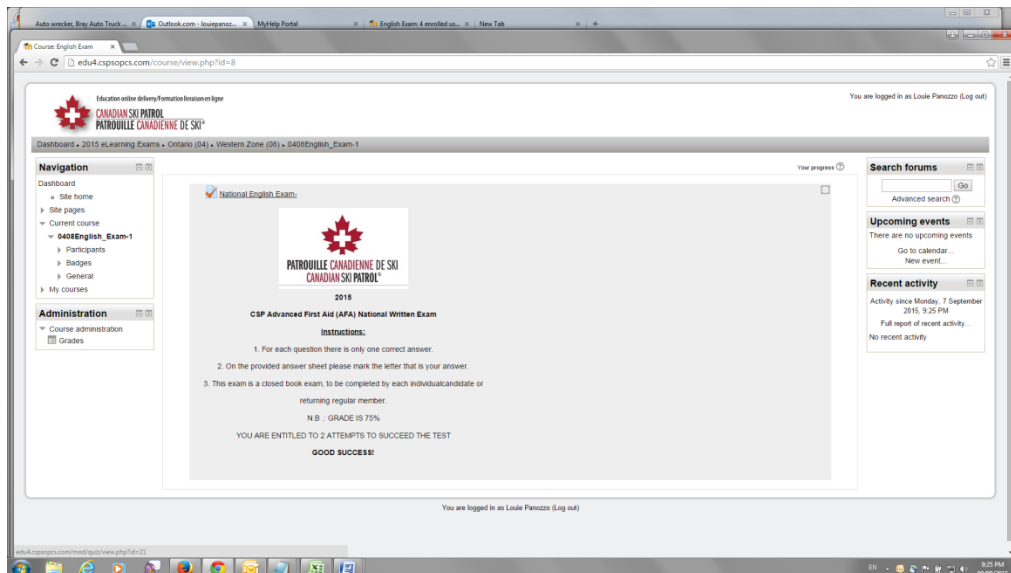 Auto wrecker, Bray Auto Truck ...
Outlook.com - louiepanoz...
MyHelp Portal
English Exam: 4 enrolled us...
New Tab
Course: English Exam
edu4.cspsopcs.com/course/view.php?id=8
Education online delivery/Formation livraison en ligne
CANADIAN SKI PATROL
PATROUILLE CANADIENNE DE SKI
You are logged in as Louie Panozzo (Log out)
Dashboard ▸ 2015 eLearning Exams ▸ Ontario (04) ▸ Western Zone (08) ▸ 0408English_Exam-1
Navigation
Dashboard
Site home
Site pages
Current course
0408English_Exam-1
Participants
Badges
General
My courses
Administration
Course administration
Grades
Your progress
National English Exam-
PATROUILLE CANADIENNE DE SKI
CANADIAN SKI PATROL
2015
CSP Advanced First Aid (AFA) National Written Exam
Instructions:
1. For each question there is only one correct answer.
2. On the provided answer sheet please mark the letter that is your answer.
3. This exam is a closed book exam, to be completed by each individualcandidate or
returning regular member.
N.B .: GRADE IS 75%
YOU ARE ENTITLED TO 2 ATTEMPTS TO SUCCEED THE TEST
GOOD SUCCESS!
Search forums
Go
Advanced search
Upcoming events
There are no upcoming events
Go to calendar...
New event...
Recent activity
Activity since Monday, 7 September
2015, 9:25 PM
Full report of recent activity...
No recent activity
You are logged in as Louie Panozzo (Log out)
edu4.cspsopcs.com/mod/quiz/view.php?id=21
EN
9:25 PM